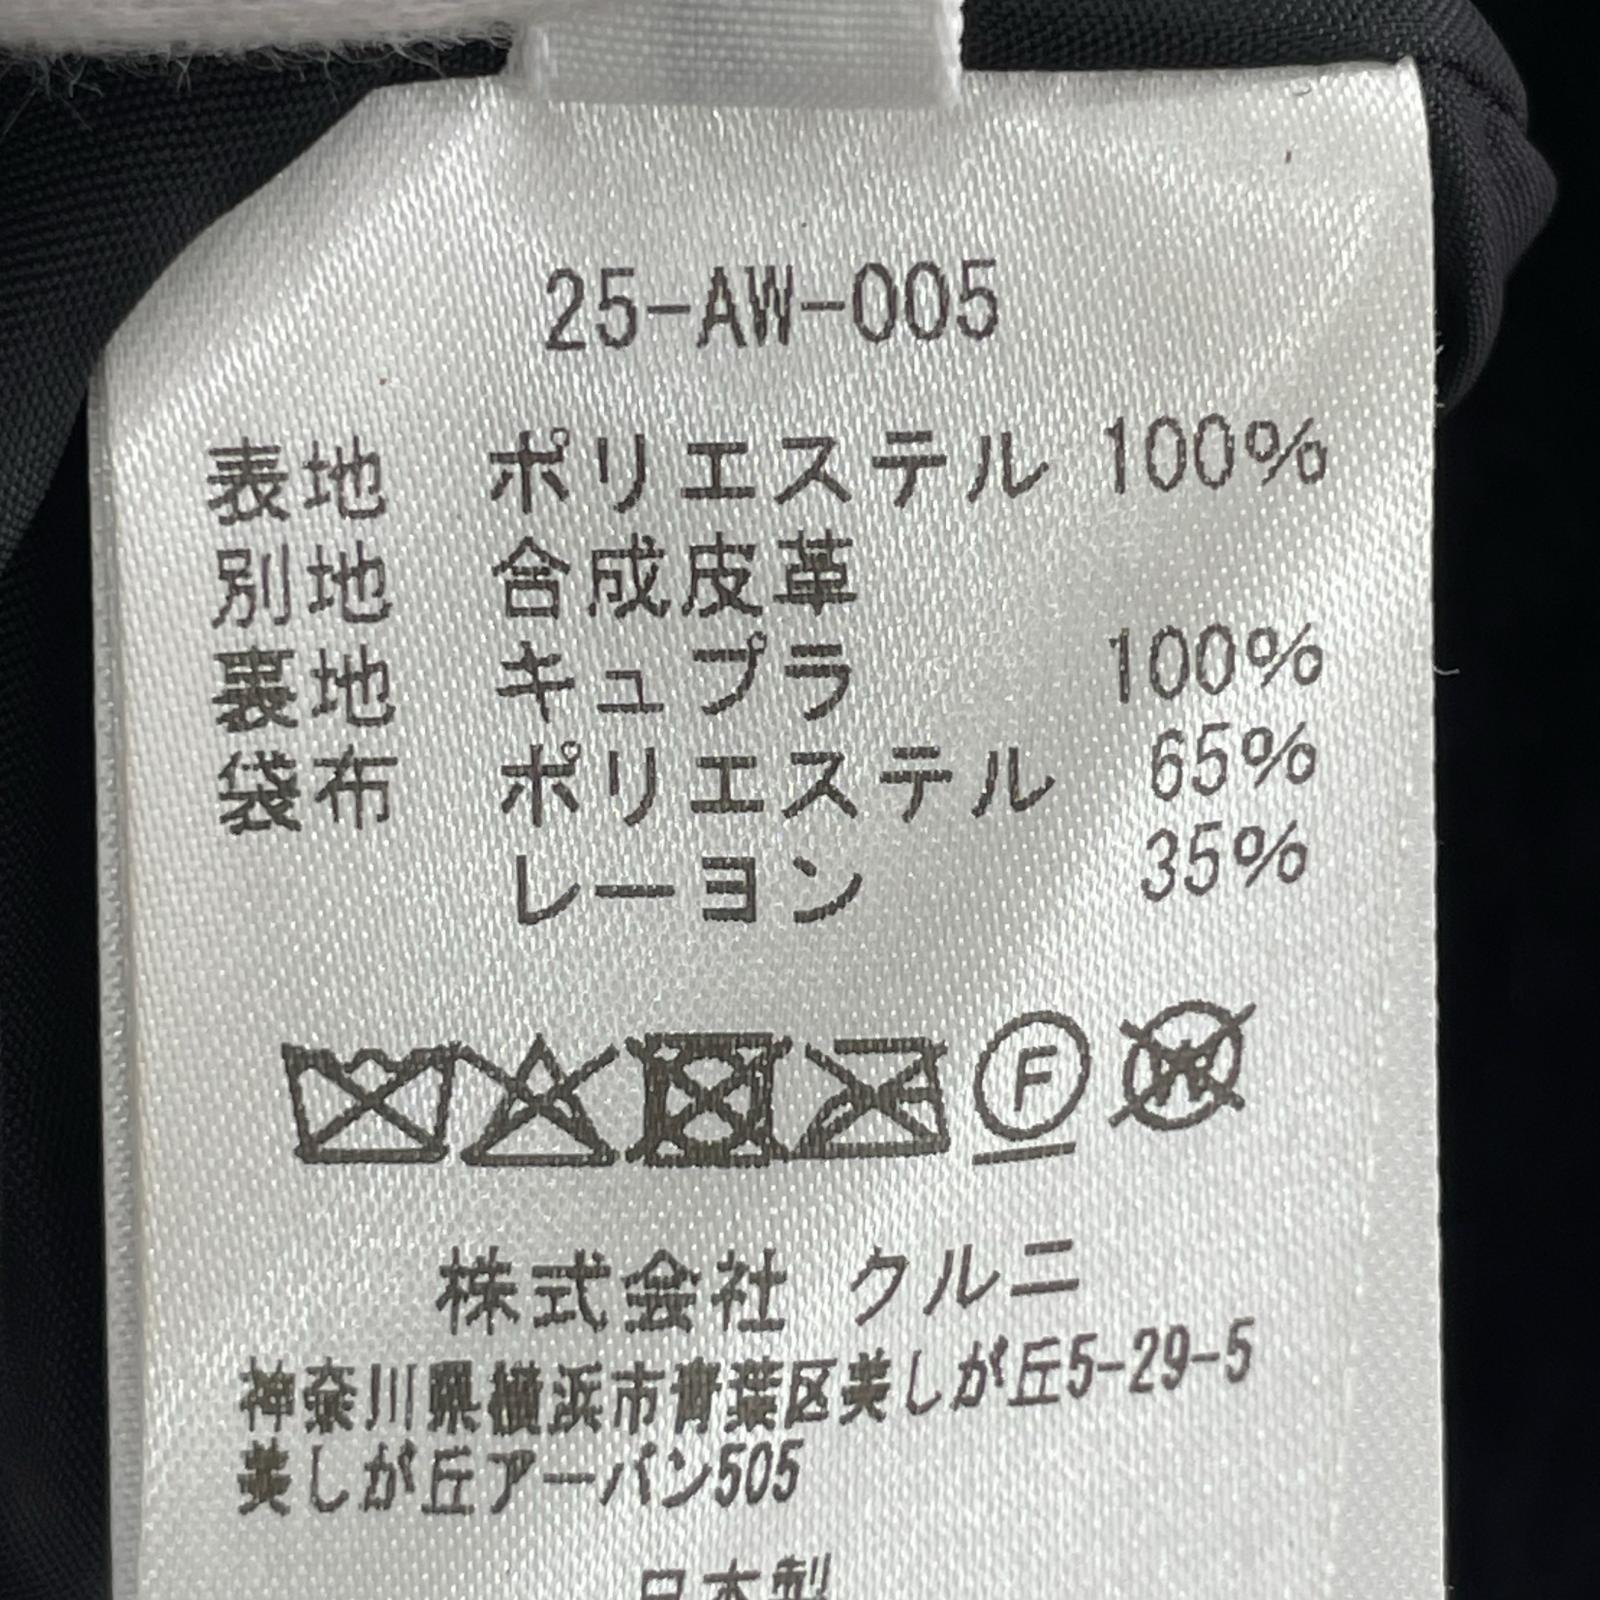 25-AW-005
表地 ポリエステル 100%
別地 合成皮革
裏地 キュプラ 100%
袋布 ポリエステル 65%
レーヨン 35%
F
W
株式会社 クルニ
神奈川県横浜市青葉区美しが丘5-29-5
美しが丘アーバン505
日本製